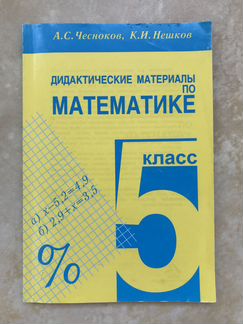 А.С. Чесноков, К.И. Нешков
ДИДАКТИЧЕСКИЕ МАТЕРИАЛЫ
ПО
МАТЕМАТИКЕ
класс
5
а) x−5,2=4,9
б) 2,9+x=3,5
%